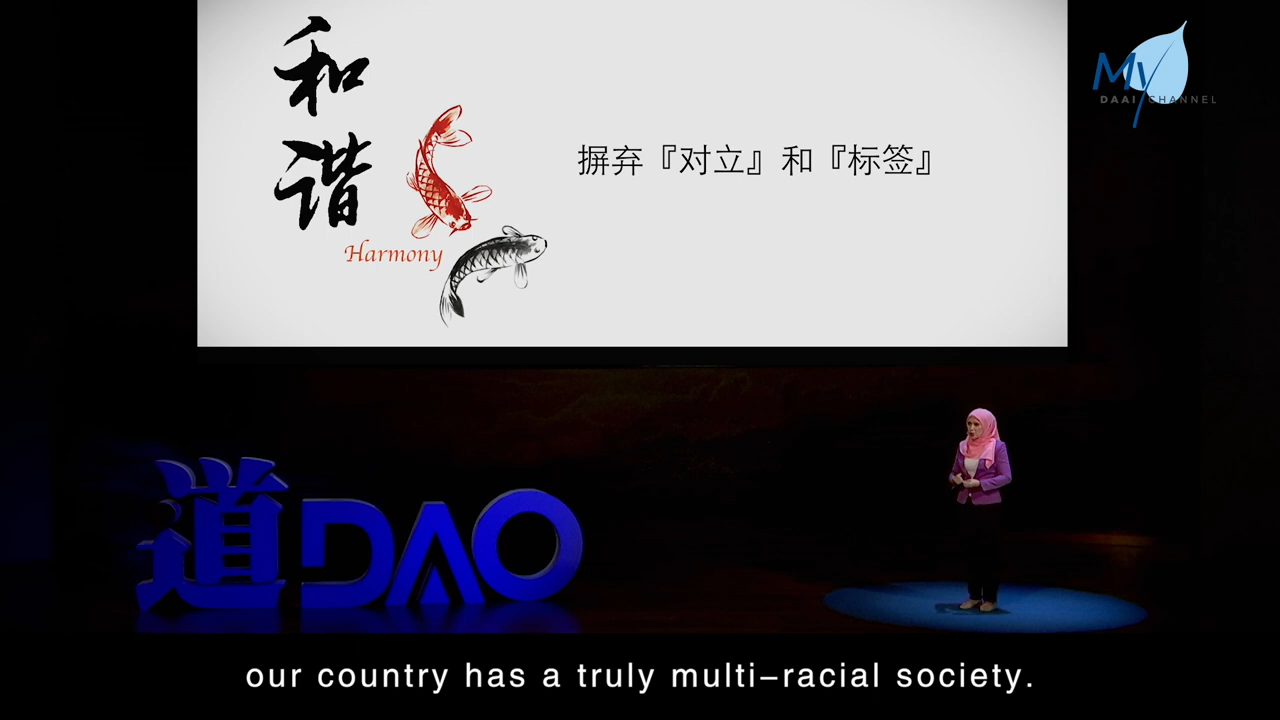 和谐
Harmony
摒弃『对立』和『标签』
My
DAAI CHANNEL
道DAO
our country has a truly multi-racial society.